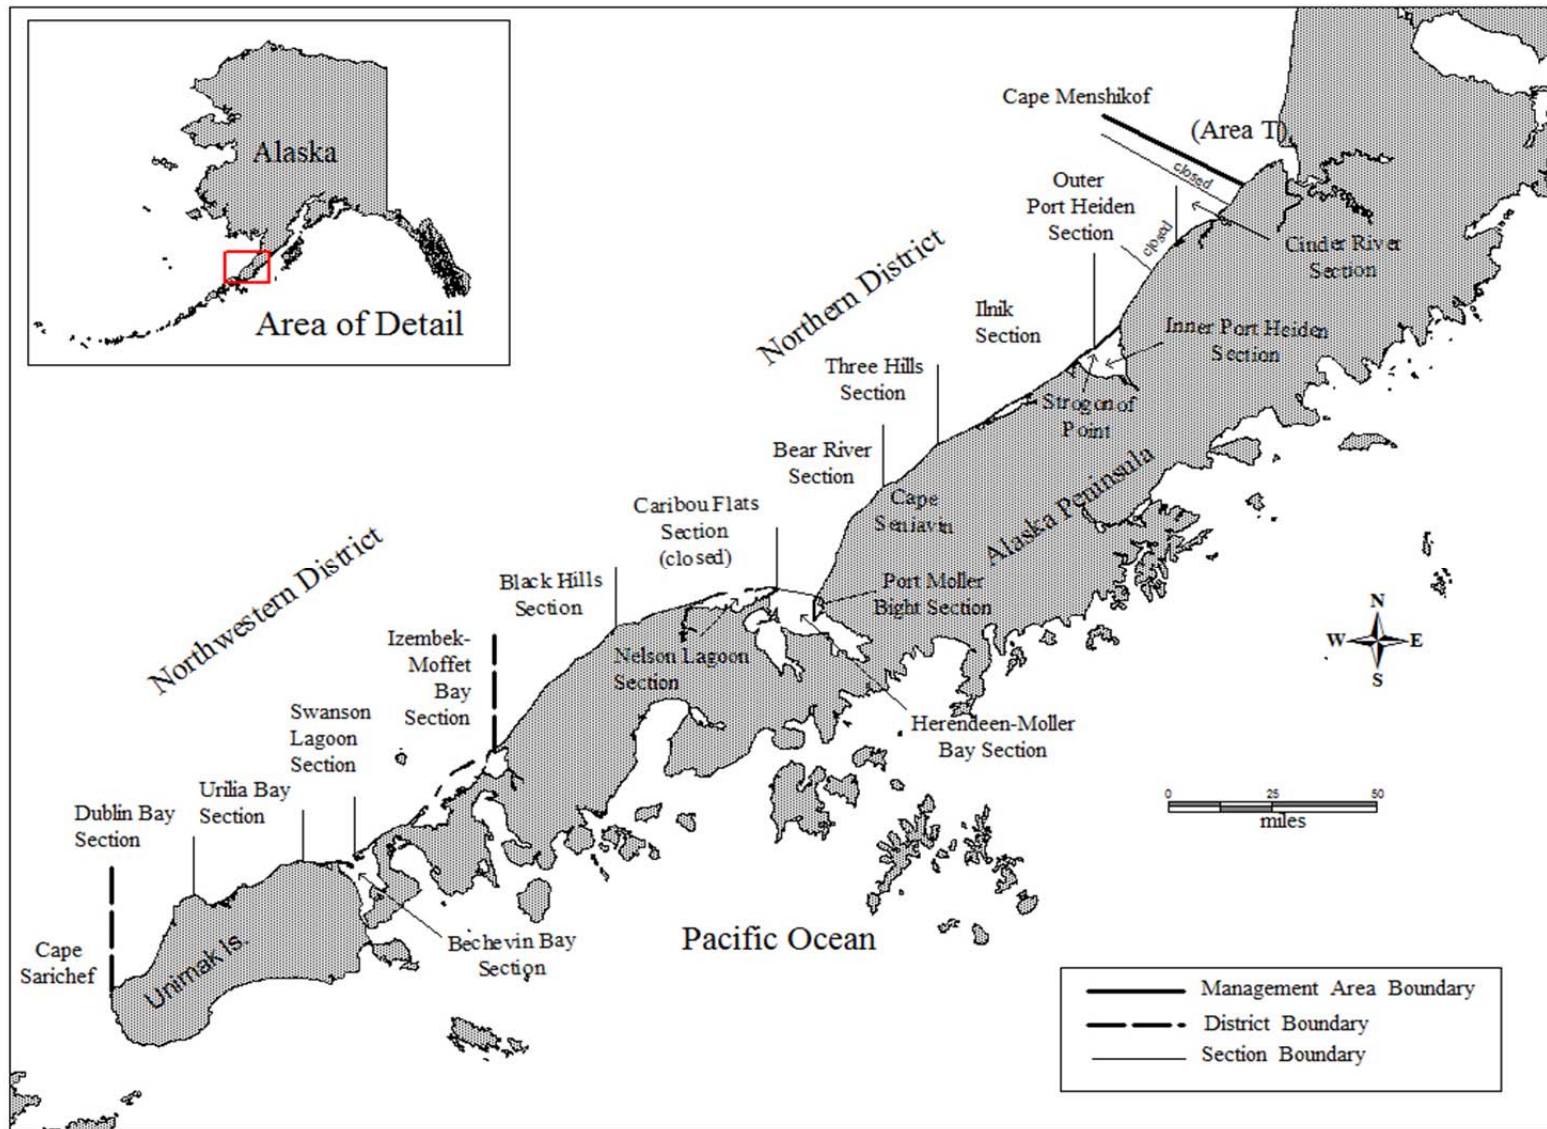 Alaska
Area of Detail
Cape Menshikof
(Area T)
closed
Outer
Port Heiden
Section
closed
Cinder River
Section
Northern District
Ilnik
Section
Inner Port Heiden
Section
Three Hills
Section
Strogonof
Point
Bear River
Section
Cape
Seniavin
Alaska Peninsula
Caribou Flats
Section
(closed)
Northwestern District
Black Hills
Section
Port Moller
Bight Section
Izembek-
Moffet
Bay
Section
Nelson Lagoon
Section
Herendeen-Moller
Bay Section
N
W
E
S
Swanson
Lagoon
Section
Urilia Bay
Section
Dublin Bay
Section
0
25
50
miles
Cape
Sarichef
Unimak Is.
Bechevin Bay
Section
Pacific Ocean
Management Area Boundary
District Boundary
Section Boundary